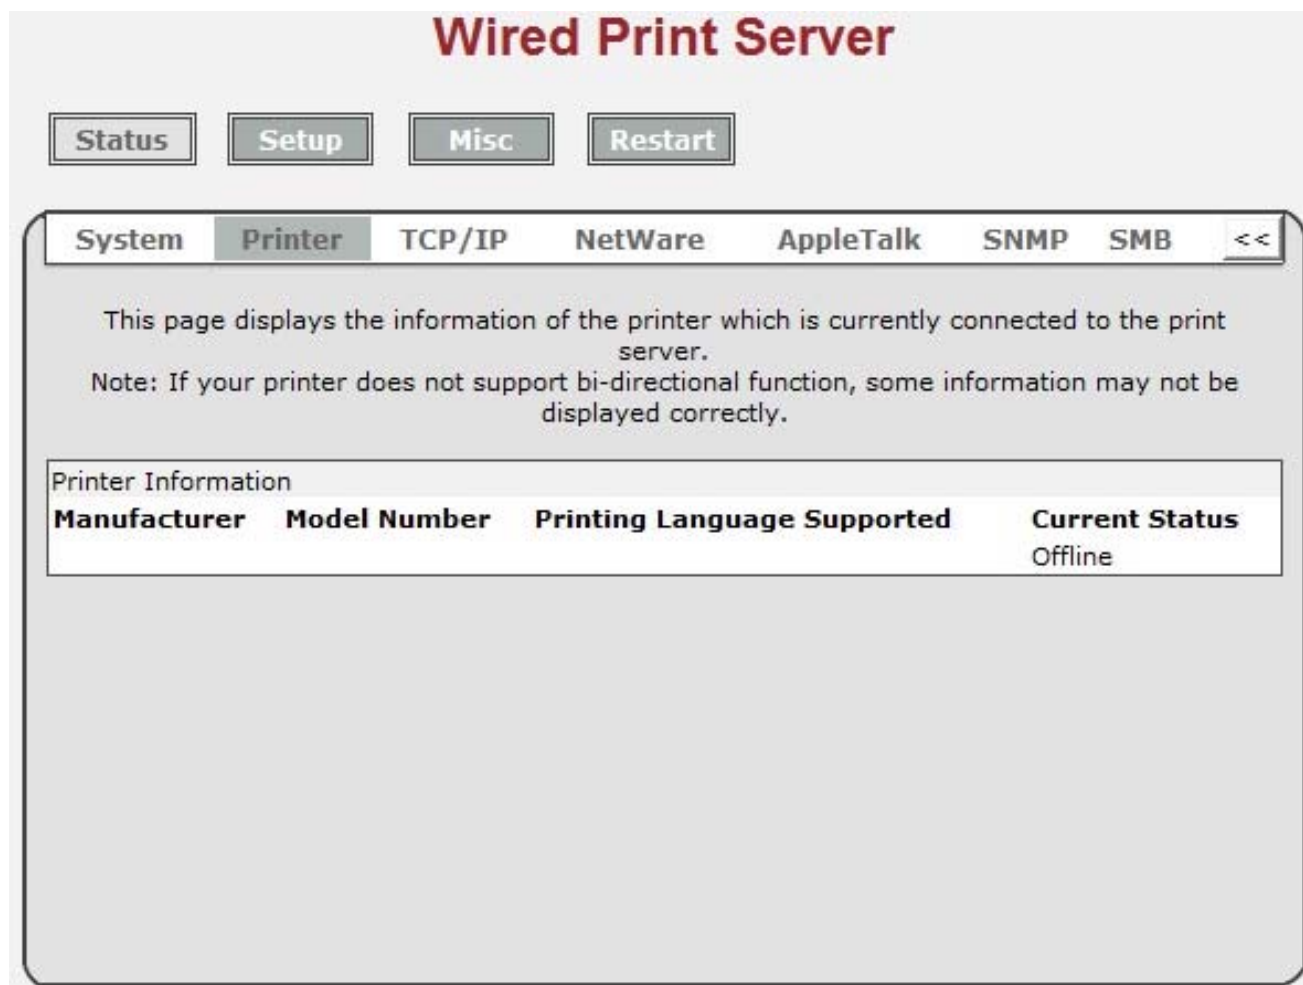 Wired Print Server
Status Setup Misc Restart
System Printer TCP/IP NetWare AppleTalk SNMP SMB <<
This page displays the information of the printer which is currently connected to the print
server.
Note: If your printer does not support bi-directional function, some information may not be
displayed correctly.
Printer Information
Manufacturer Model Number Printing Language Supported Current Status
Offline